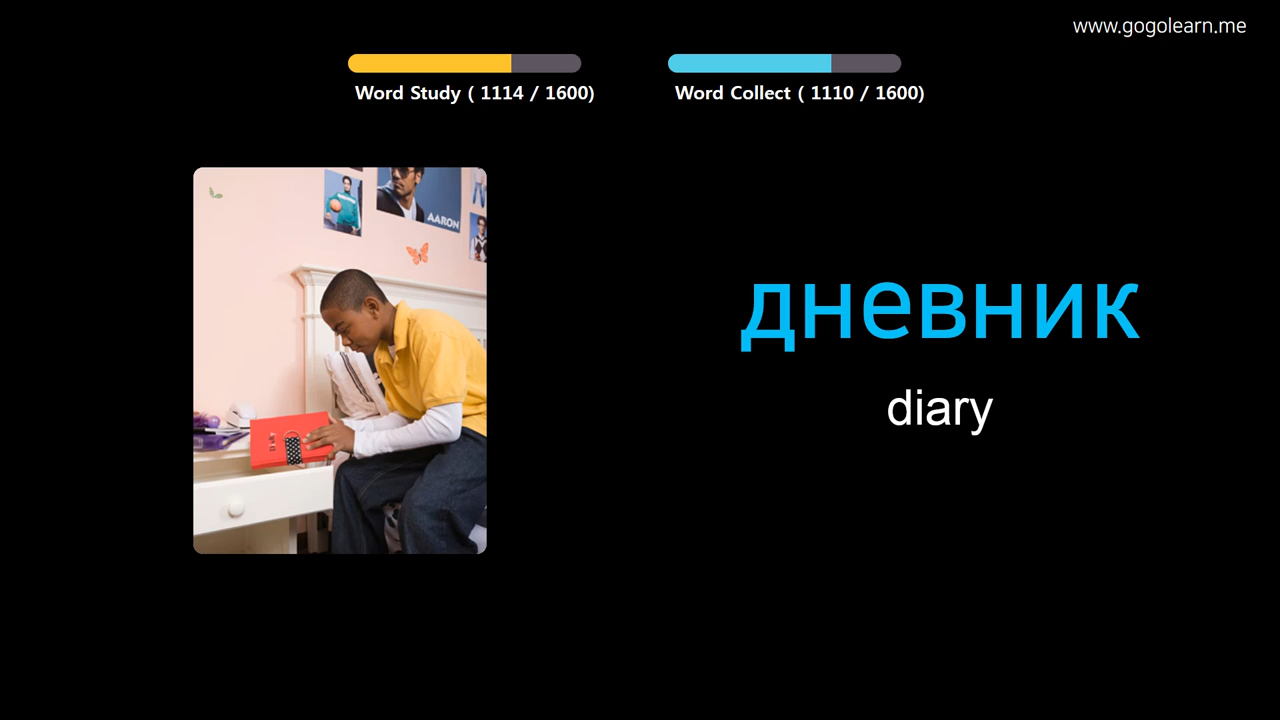 www.gogolearn.me
Word Study ( 1114 / 1600)
Word Collect ( 1110 / 1600)
AARON
дневник
diary